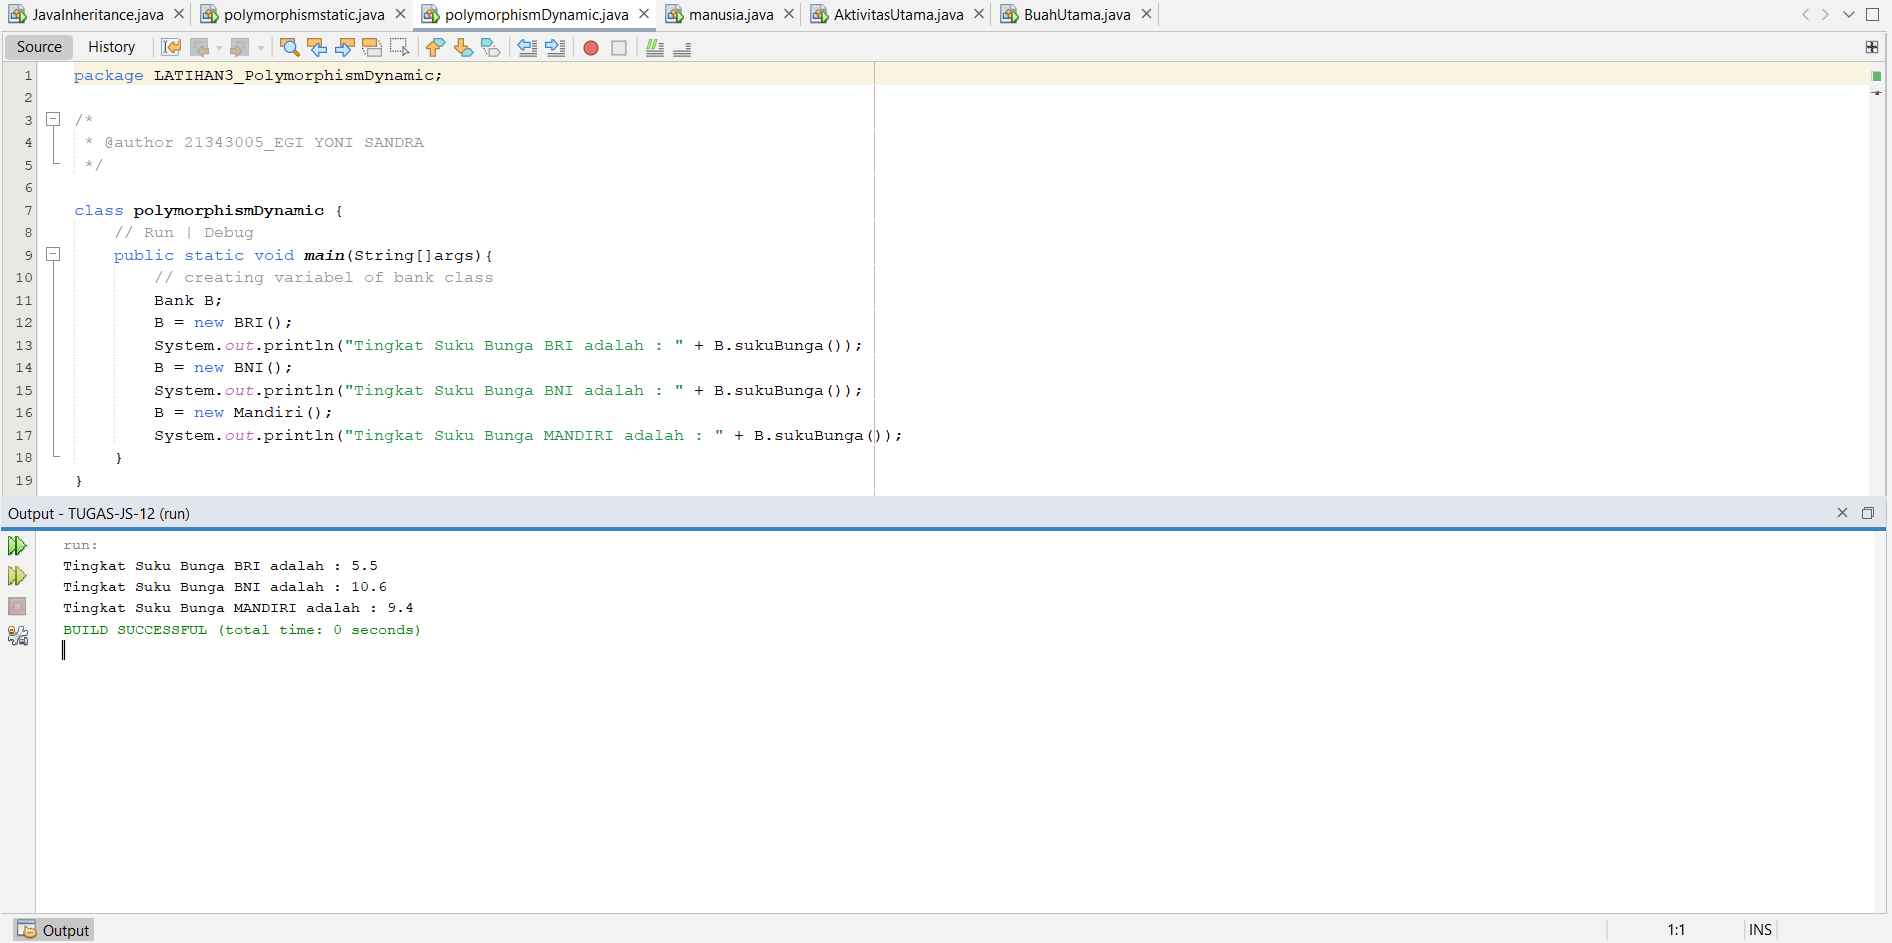 JavaInheritance.java polymorphismstatic.java polymorphismDynamic.java manusia.java AktivitasUtama.java BuahUtama.java
Source History
1 package LATIHAN3_PolymorphismDynamic;
2
3 /*
4 * @author 21343005_EGI YONI SANDRA
5 */
6
7 class polymorphismDynamic {
8 // Run | Debug
9 public static void main(String[]args){
10 // creating variabel of bank class
11 Bank B;
12 B = new BRI();
13 System.out.println("Tingkat Suku Bunga BRI adalah : " + B.sukuBunga());
14 B = new BNI();
15 System.out.println("Tingkat Suku Bunga BNI adalah : " + B.sukuBunga());
16 B = new Mandiri();
17 System.out.println("Tingkat Suku Bunga MANDIRI adalah : " + B.sukuBunga());
18 }
19 }
Output - TUGAS-JS-12 (run)
run:
Tingkat Suku Bunga BRI adalah : 5.5
Tingkat Suku Bunga BNI adalah : 10.6
Tingkat Suku Bunga MANDIRI adalah : 9.4
BUILD SUCCESSFUL (total time: 0 seconds)
Output 1:1 INS